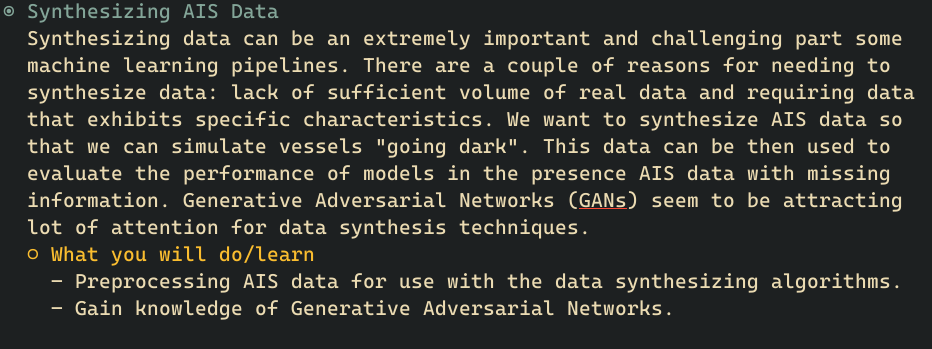 Synthesizing AIS Data
Synthesizing data can be an extremely important and challenging part some
machine learning pipelines. There are a couple of reasons for needing to
synthesize data: lack of sufficient volume of real data and requiring data
that exhibits specific characteristics. We want to synthesize AIS data so
that we can simulate vessels "going dark". This data can be then used to
evaluate the performance of models in the presence AIS data with missing
information. Generative Adversarial Networks (GANs) seem to be attracting
lot of attention for data synthesis techniques.
What you will do/learn
– Preprocessing AIS data for use with the data synthesizing algorithms.
– Gain knowledge of Generative Adversarial Networks.